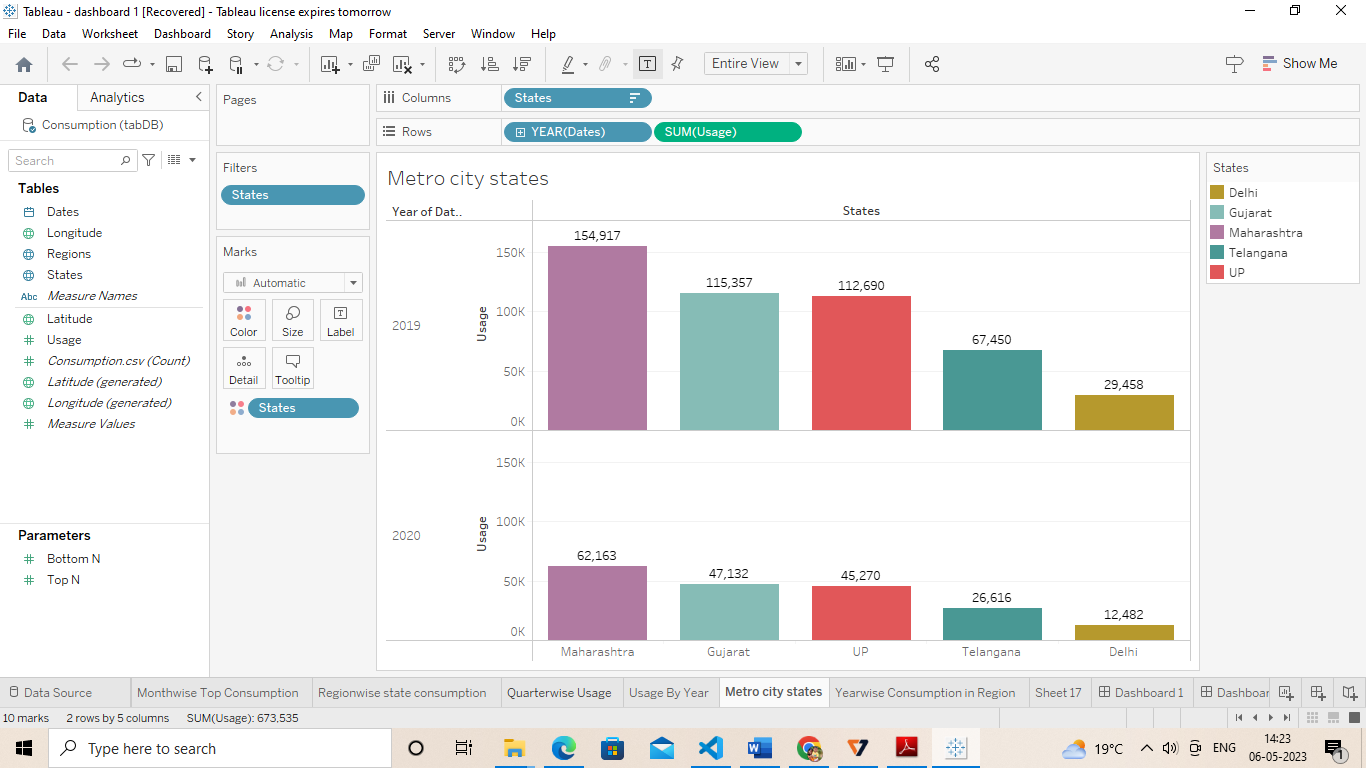 Tableau - dashboard 1 [Recovered] - Tableau license expires tomorrow
File Data Worksheet Dashboard Story Analysis Map Format Server Window Help
Entire View Show Me
Data Analytics
Consumption (tabDB)
Search
Tables
Dates
Longitude
Regions
States
Abc Measure Names
Latitude
Usage
Consumption.csv (Count)
Latitude (generated)
Longitude (generated)
Measure Values
Parameters
Bottom N
Top N
Pages
Filters
States
Marks
Automatic
Color Size Label
Detail Tooltip
States
Columns States
Rows YEAR(Dates) SUM(Usage)
Metro city states
Year of Dat.. States
2019
Usage
150K
100K
50K
0K
154,917
115,357
112,690
67,450
29,458
2020
Usage
150K
100K
50K
0K
62,163
47,132
45,270
26,616
12,482
Maharashtra Gujarat UP Telangana Delhi
States
Delhi
Gujarat
Maharashtra
Telangana
UP
Data Source Monthwise Top Consumption Regionwise state consumption Quarterwise Usage Usage By Year Metro city states Yearwise Consumption in Region Sheet 17 Dashboard 1 Dashboar
10 marks 2 rows by 5 columns SUM(Usage): 673,535
Type here to search
19°C ENG
14:23
06-05-2023
1